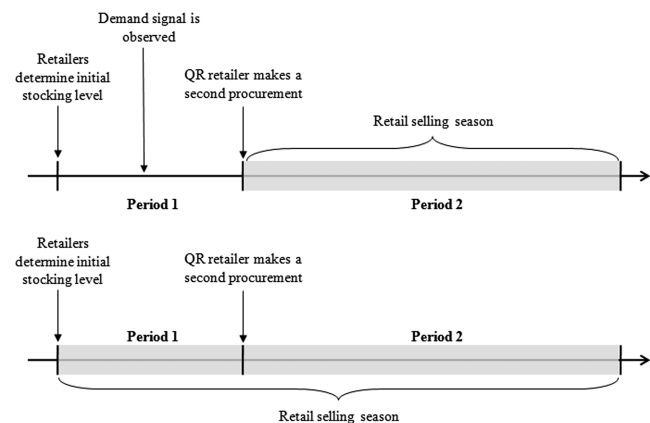 Demand signal is
observed
Retailers
determine initial
stocking level
QR retailer makes a
second procurement
Retail selling season
Period 1
Period 2
Retailers
determine initial
stocking level
QR retailer makes a
second procurement
Period 1
Period 2
Retail selling season